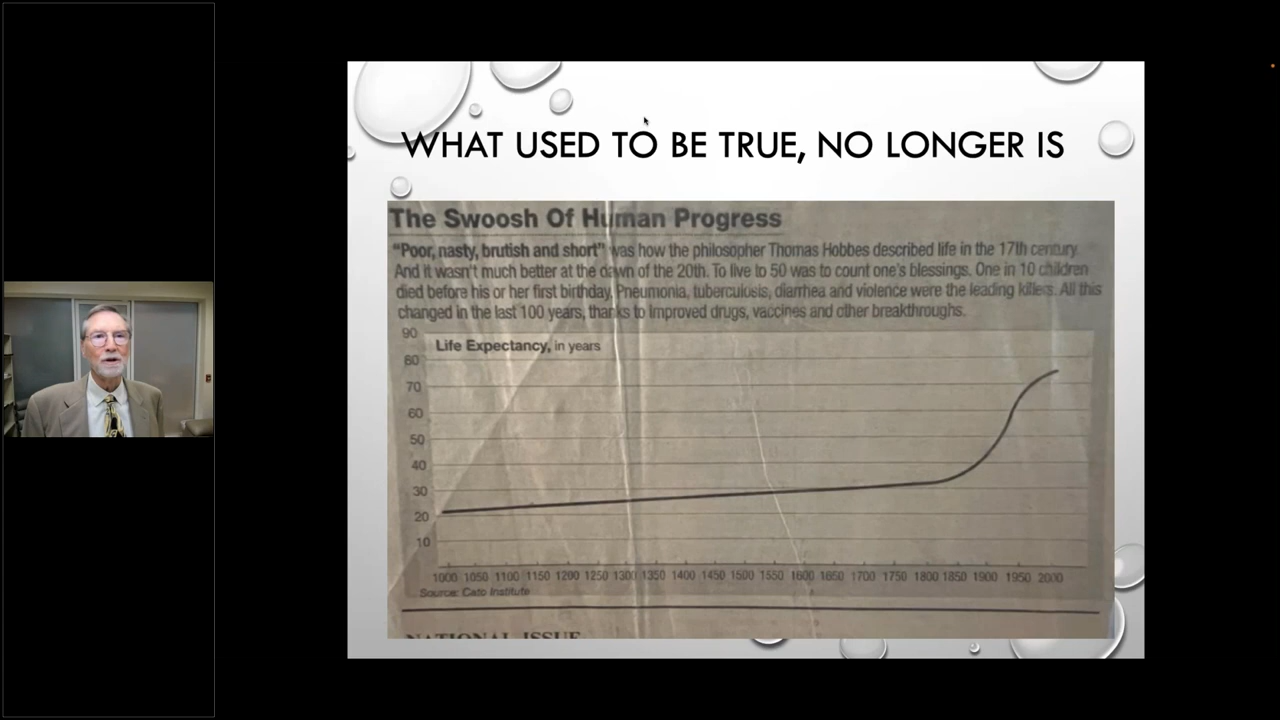 WHAT USED TO BE TRUE, NO LONGER IS
The Swoosh Of Human Progress
"Poor, nasty, brutish and short" was how the philosopher Thomas Hobbes described life in the 17th century.
And it wasn't much better at the dawn of the 20th. To live to 50 was to count one's blessings. One in 10 children
died before his or her first birthday. Pneumonia, tuberculosis, diarrhea and violence were the leading killers. All this
changed in the last 100 years, thanks to improved drugs, vaccines and other breakthroughs.
90
Life Expectancy, in years
80
70
60
50
40
30
20
10
1000 1050 1100 1150 1200 1250 1300 1350 1400 1450 1500 1550 1600 1650 1700 1750 1800 1850 1900 1950 2000
Source: Cato Institute
NATIONAL ISSUE